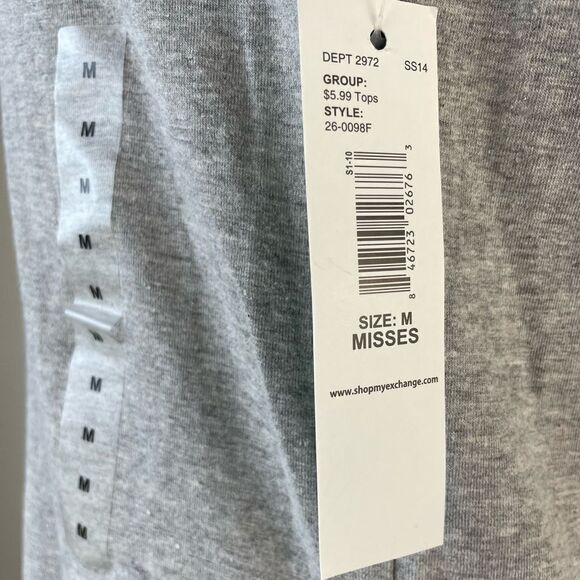 M
M
M
M
M
M
M
M
M
DEPT 2972 SS14
GROUP:
$5.99 Tops
STYLE:
26-0098F
S1-10
8 46723 02676 3
SIZE: M
MISSES
www.shopmyexchange.com